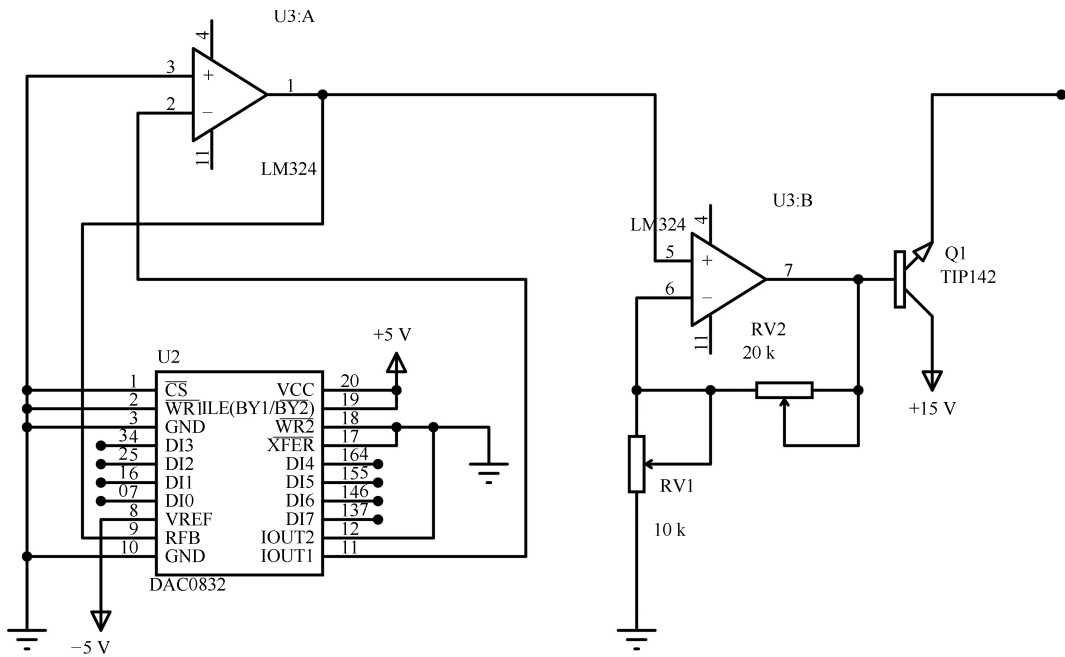 U3:A
4
3
+
1
2
−
11
LM324
U3:B
LM324
4
5
+
7
6
−
11
Q1
TIP142
RV2
20 k
+15 V
RV1
10 k
+5 V
U2
1 CS VCC 20
2 WR1 ILE(BY1/BY2) 19
3 GND WR2 18
34 DI3 XFER 17
25 DI2 DI4 164
16 DI1 DI5 155
07 DI0 DI6 146
8 VREF DI7 137
9 RFB IOUT2 12
10 GND IOUT1 11
DAC0832
−5 V